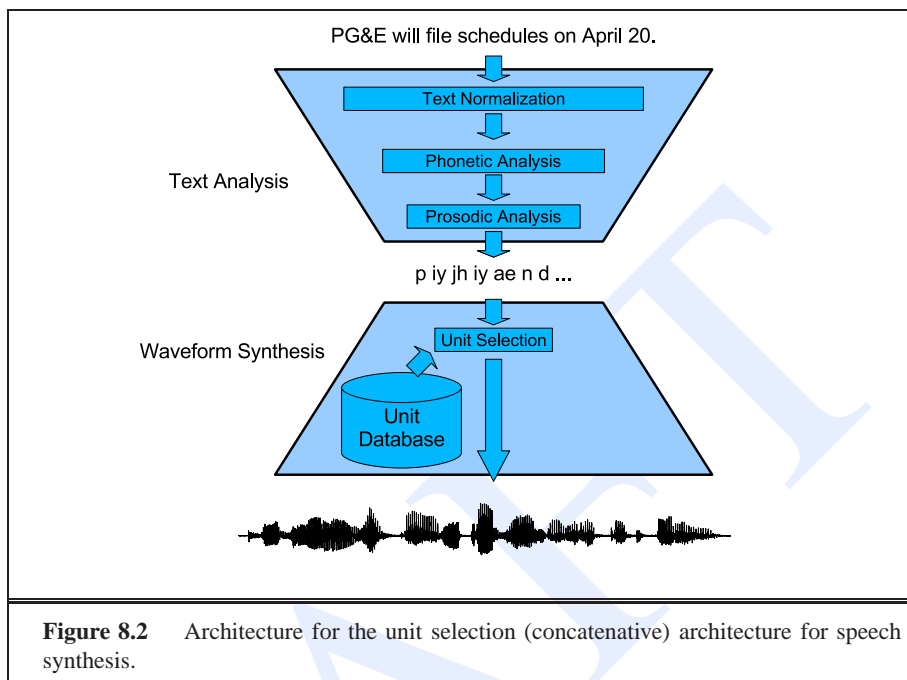 PG&E will file schedules on April 20.
Text Normalization
Phonetic Analysis
Text Analysis
Prosodic Analysis
p iy jh iy ae n d ...
Unit Selection
Waveform Synthesis
Unit
Database
Figure 8.2 Architecture for the unit selection (concatenative) architecture for speech
synthesis.